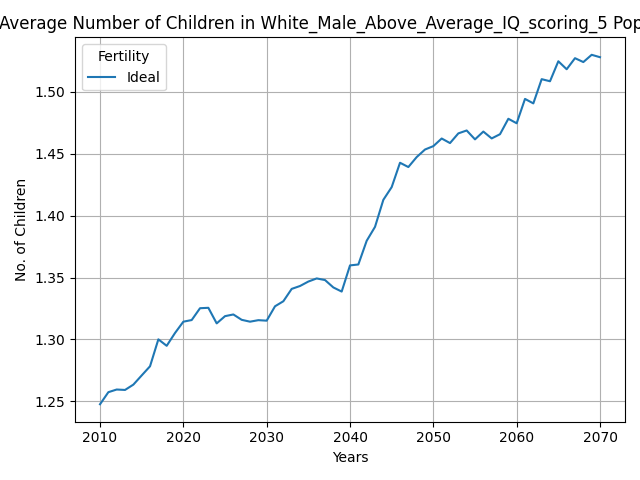 Average Number of Children in White_Male_Above_Average_IQ_scoring_5 Pop
Fertility
Ideal
No. of Children
1.50
1.45
1.40
1.35
1.30
1.25
2010 2020 2030 2040 2050 2060 2070
Years